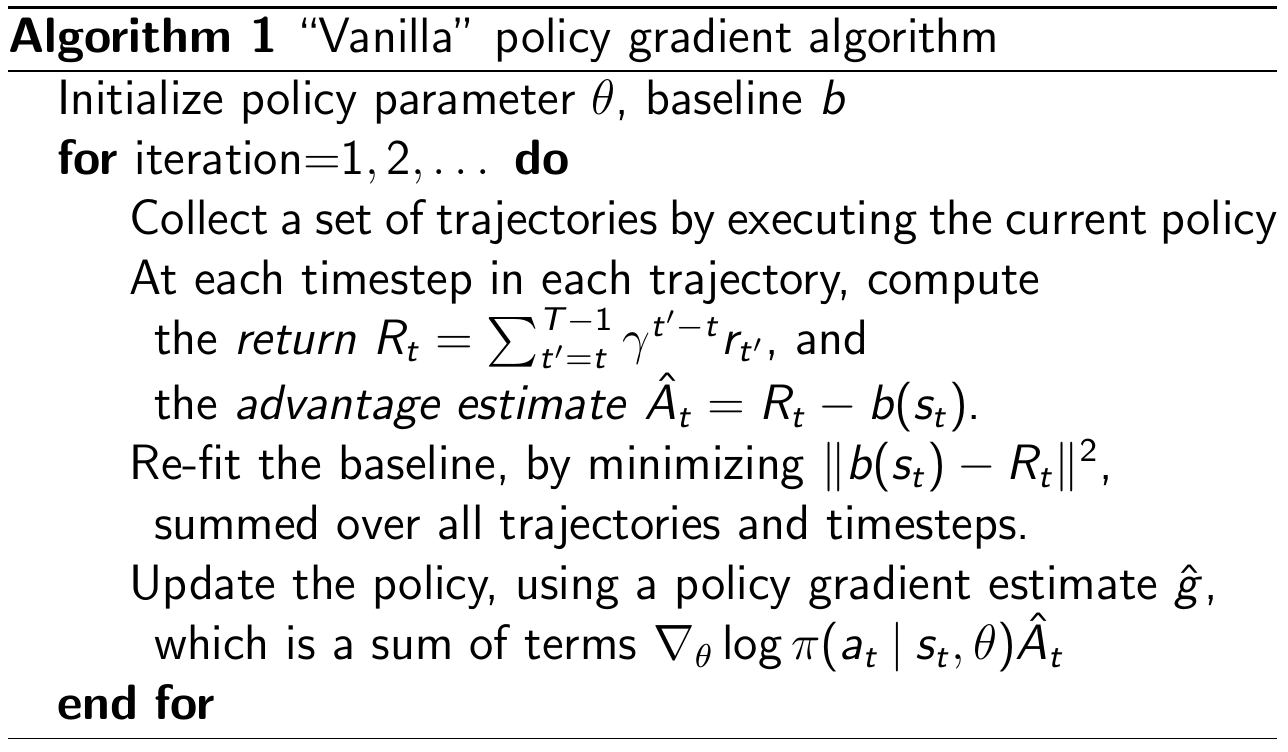 Algorithm 1 “Vanilla” policy gradient algorithm
Initialize policy parameter θ, baseline b
for iteration=1, 2, . . . do
Collect a set of trajectories by executing the current policy
At each timestep in each trajectory, compute
the return $R_t = \sum_{t'=t}^{T-1} \gamma^{t'-t} r_{t'}$, and
the advantage estimate $\hat{A}_t = R_t - b(s_t)$.
Re-fit the baseline, by minimizing $\|b(s_t) - R_t\|^2$,
summed over all trajectories and timesteps.
Update the policy, using a policy gradient estimate $\hat{g}$,
which is a sum of terms $\nabla_\theta \log \pi(a_t \mid s_t, \theta) \hat{A}_t$
end for